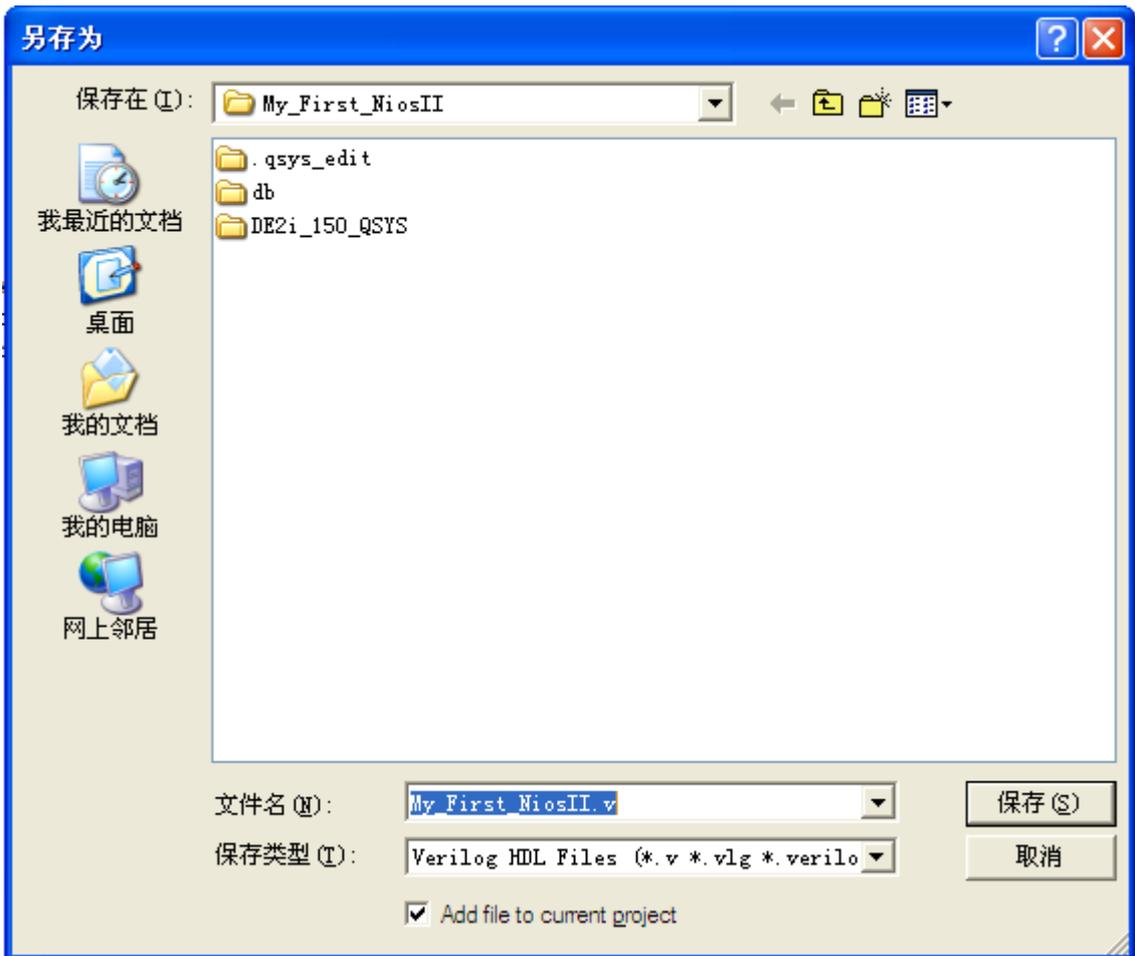 另存为
保存在(I):
My_First_NiosII
.qsys_edit
db
DE2i_150_QSYS
我最近的文档
桌面
我的文档
我的电脑
网上邻居
文件名(N):
My_First_NiosII.v
保存(S)
保存类型(T):
Verilog HDL Files (*.v *.vlg *.verilo
取消
Add file to current project